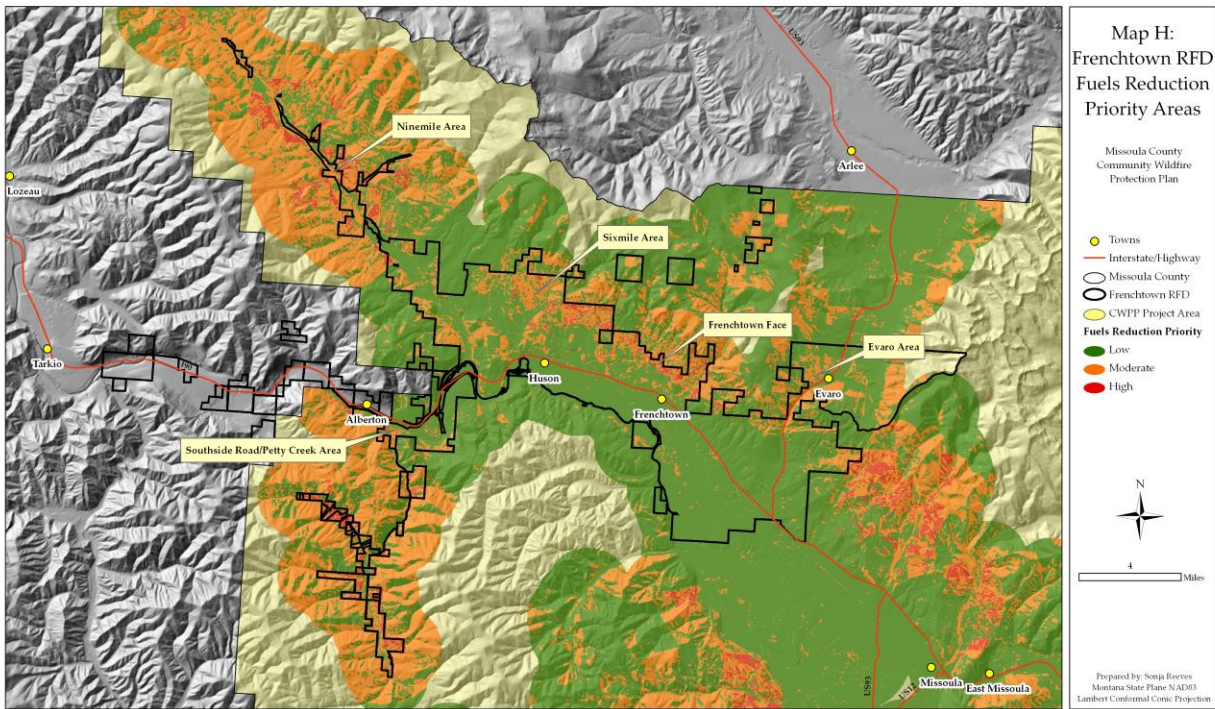 US93
Ninemile Area
Arlee
Lozeau
Sixmile Area
Frenchtown Face
Evaro Area
Tarkio
I90
Huson
Evaro
Alberton
Frenchtown
Southside Road/Petty Creek Area
Missoula
East Missoula
US93
US12
Map H:
Frenchtown RFD
Fuels Reduction
Priority Areas
Missoula County
Community Wildfire
Protection Plan
Towns
Interstate/Highway
Missoula County
Frenchtown RFD
CWPP Project Area
Fuels Reduction Priority
Low
Moderate
High
N
4
Miles
Prepared by: Sonja Reeves
Montana State Plane NAD83
Lambert Conformal Conic Projection